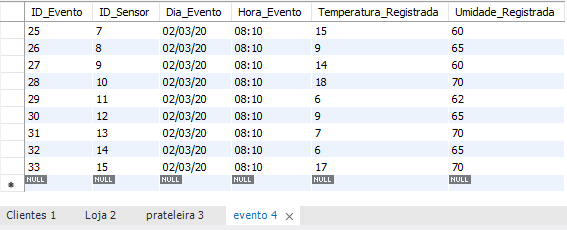 ID_Evento ID_Sensor Dia_Evento Hora_Evento Temperatura_Registrada Umidade_Registrada
25 7 02/03/20 08:10 15 60
26 8 02/03/20 08:10 9 65
27 9 02/03/20 08:10 14 60
28 10 02/03/20 08:10 18 70
29 11 02/03/20 08:10 6 62
30 12 02/03/20 08:10 9 65
31 13 02/03/20 08:10 7 70
32 14 02/03/20 08:10 6 65
33 15 02/03/20 08:10 17 70
NULL NULL NULL NULL NULL NULL
Clientes 1 Loja 2 prateleira 3 evento 4